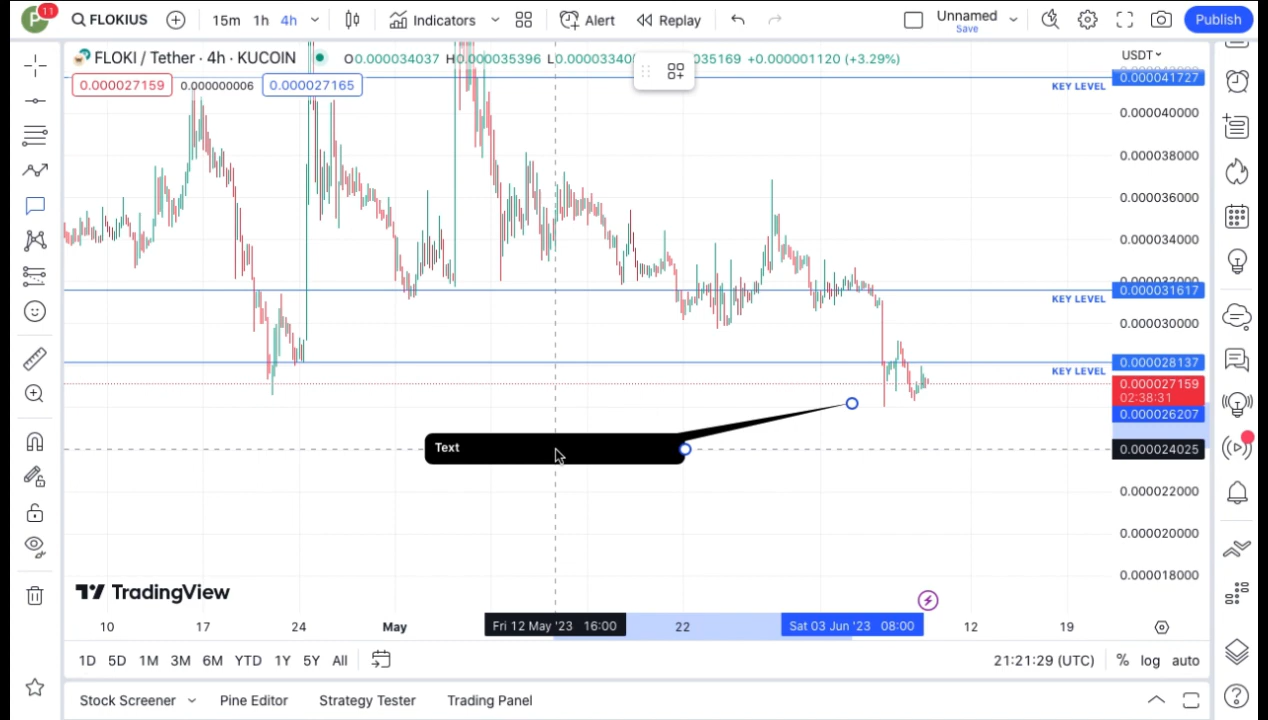 P 11 FLOKIUS 15m 1h 4h Indicators Alert Replay Unnamed Save Publish
FLOKI / Tether · 4h · KUCOIN O0.000034037 H0.000035396 L0.00003340 35169 +0.000001120 (+3.29%) USDT
0.000027159 0.000000006 0.000027165
0.000041727
KEY LEVEL
0.000040000
0.000038000
0.000036000
0.000034000
0.000031617
KEY LEVEL
0.000030000
0.000028137
KEY LEVEL
0.000027159
02:38:31
0.000026207
Text
0.000024025
0.000022000
0.000020000
0.000018000
TradingView
10 17 24 May Fri 12 May '23 16:00 22 Sat 03 Jun '23 08:00 12 19
1D 5D 1M 3M 6M YTD 1Y 5Y All 21:21:29 (UTC) % log auto
Stock Screener Pine Editor Strategy Tester Trading Panel